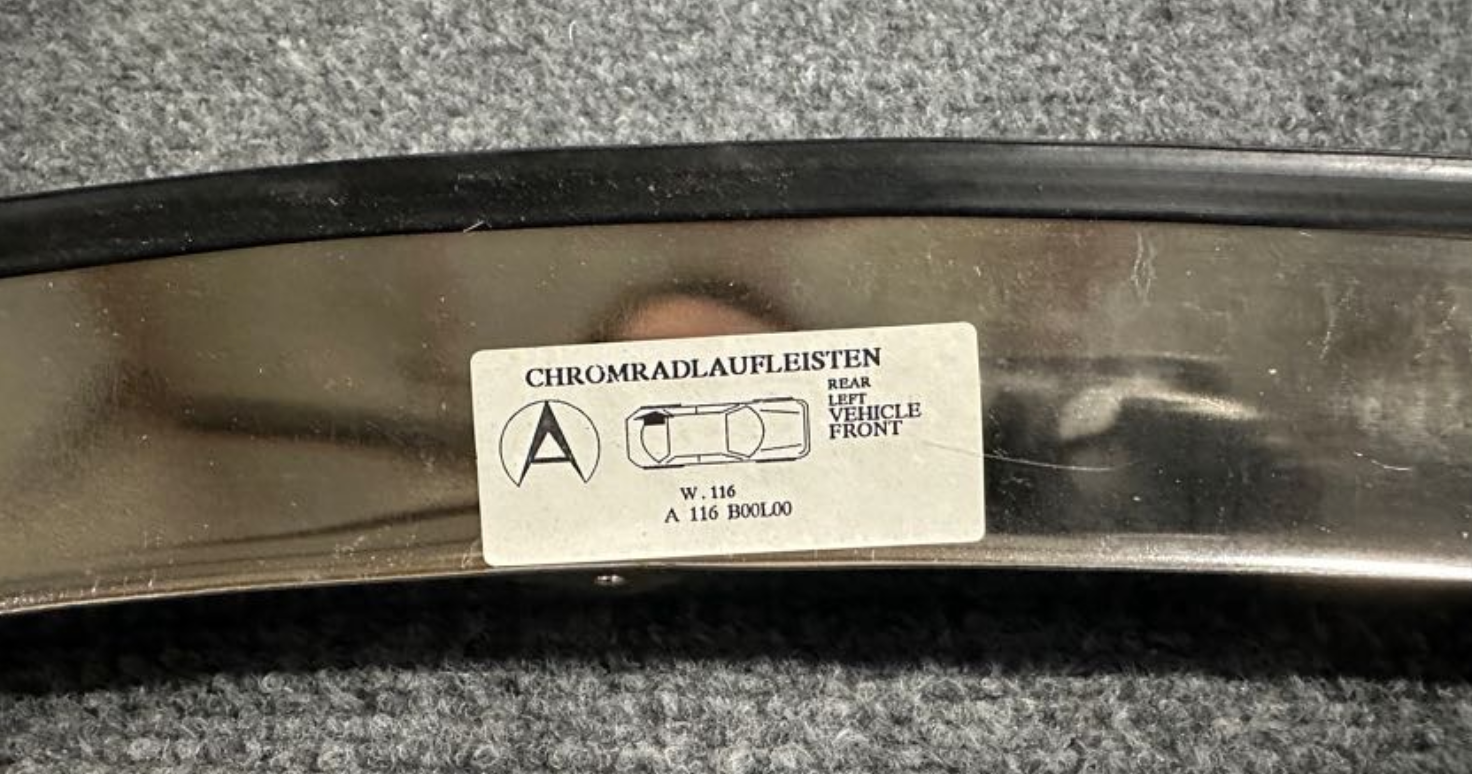 CHROMRADLAUFLEISTEN
A
REAR
LEFT
VEHICLE
FRONT
W.116
A 116 B00L00